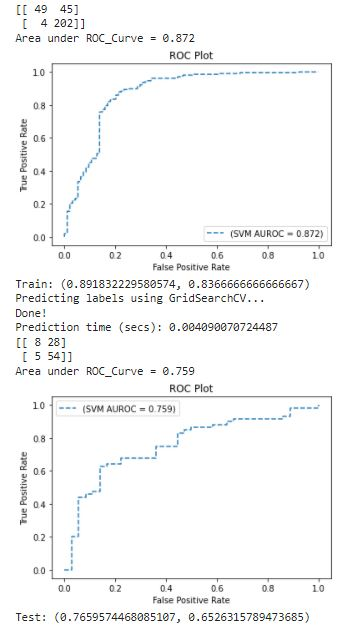 [[ 49  45]
 [  4 202]]
Area under ROC_Curve = 0.872
ROC Plot
1.0
0.8
0.6
0.4
0.2
0.0
True Positive Rate
(SVM AUROC = 0.872)
0.0 0.2 0.4 0.6 0.8 1.0
False Positive Rate
Train: (0.891832229580574, 0.8366666666666667)
Predicting labels using GridSearchCV...
Done!
Prediction time (secs): 0.004090070724487
[[ 8 28]
 [ 5 54]]
Area under ROC_Curve = 0.759
ROC Plot
(SVM AUROC = 0.759)
1.0
0.8
0.6
0.4
0.2
0.0
True Positive Rate
0.0 0.2 0.4 0.6 0.8 1.0
False Positive Rate
Test: (0.7659574468085107, 0.6526315789473685)